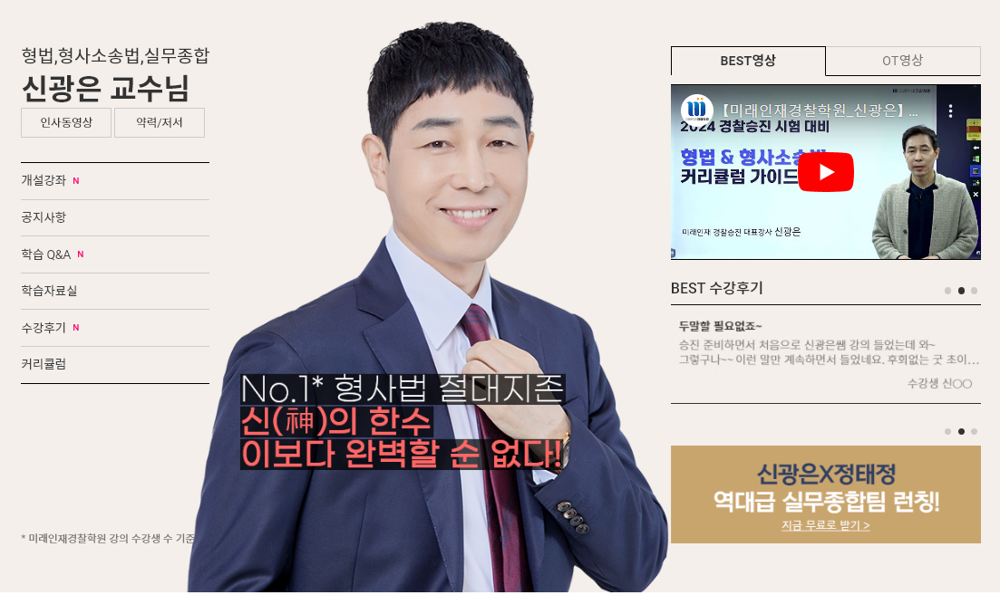 형법,형사소송법,실무종합
신광은 교수님
인사동영상
약력/저서
개설강좌 N
공지사항
학습 Q&A N
학습자료실
수강후기 N
커리큘럼
* 미래인재경찰학원 강의 수강생 수 기준
No.1* 형사법 절대지존
신(神)의 한수
이보다 완벽할 순 없다!
BEST영상
OT영상
【미래인재경찰학원_신광은】 ...
2024 경찰승진 시험 대비
형법 & 형사소송법
커리큘럼 가이드
미래인재 경찰승진 대표강사 신광은
BEST 수강후기
두말할 필요없죠~
승진 준비하면서 처음으로 신광은쌤 강의 들었는데 와~
그렇구나~~ 이런 말만 계속하면서 들었네요. 후회없는 굿 초이...
수강생 신○○
신광은X정태정
역대급 실무종합팀 런칭!
지금 무료로 받기 >